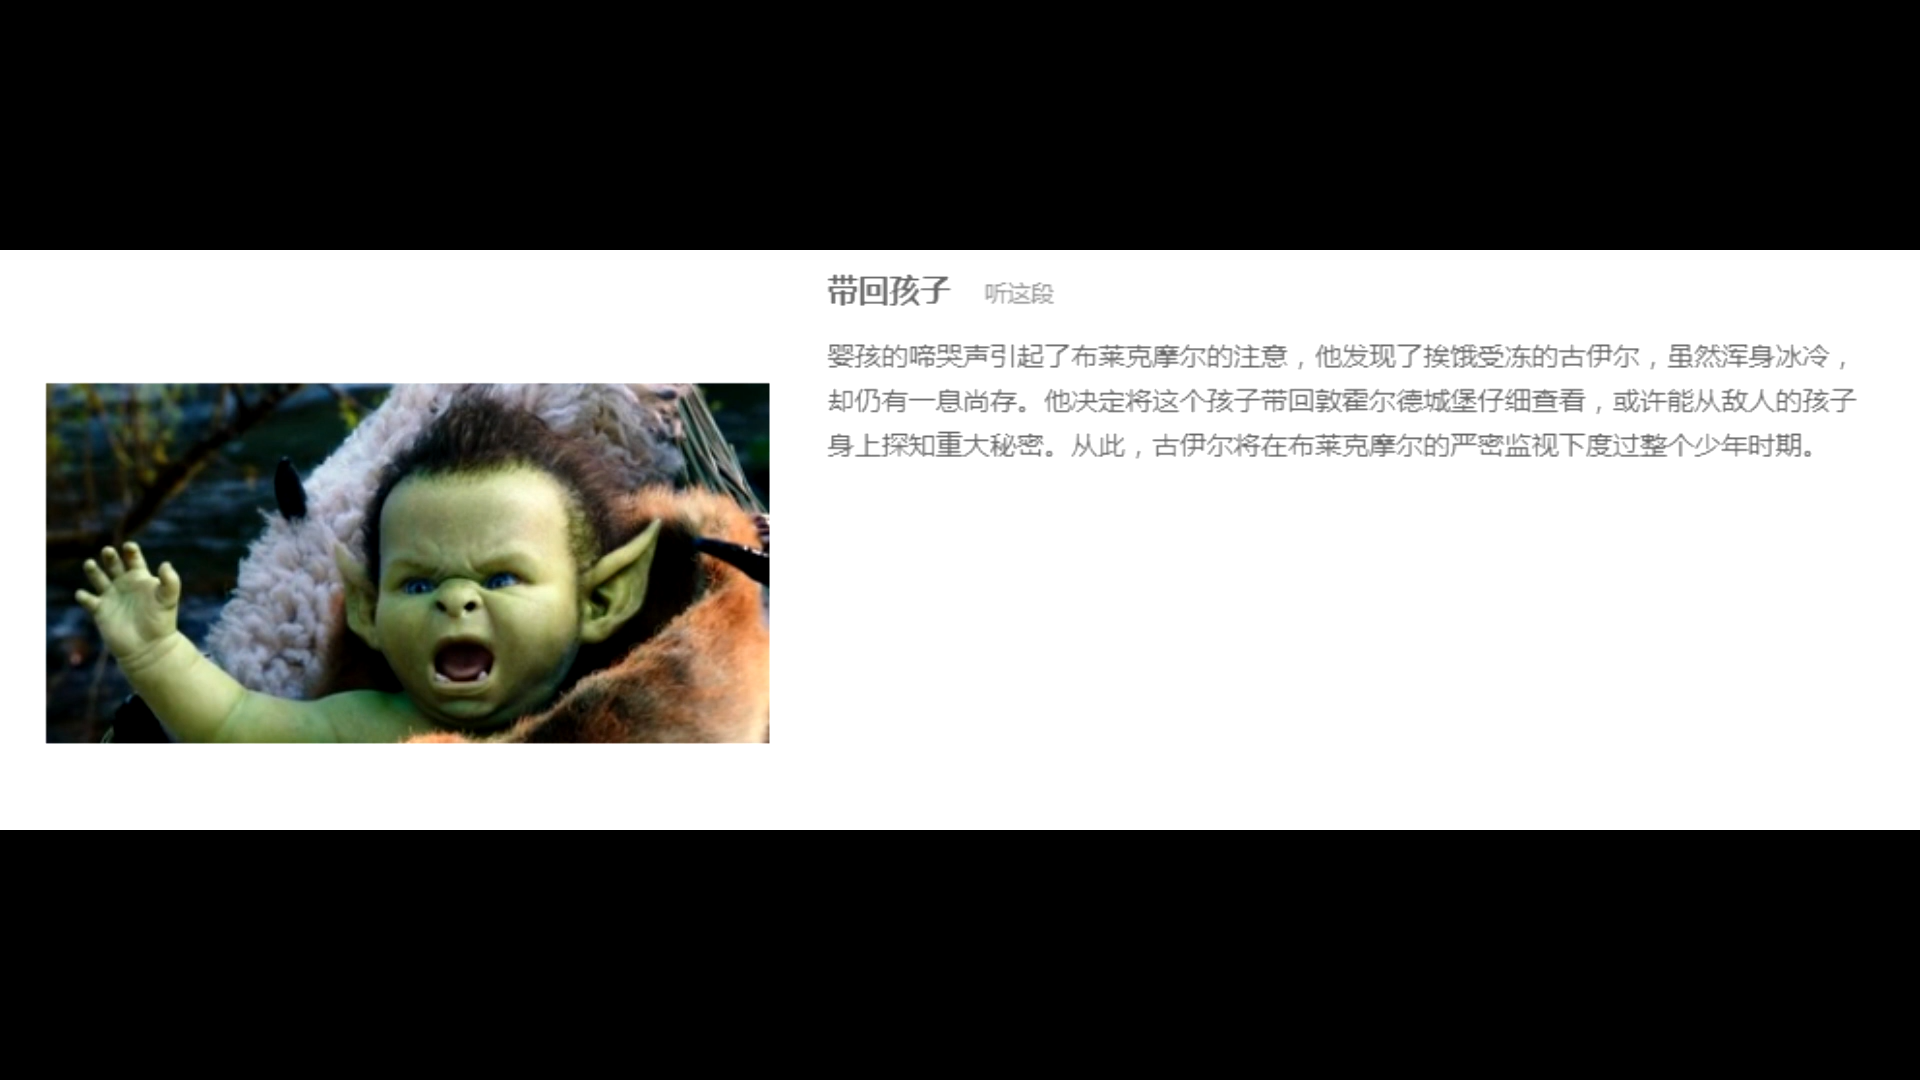 带回孩子 听这段
婴孩的啼哭声引起了布莱克摩尔的注意，他发现了挨饿受冻的古伊尔，虽然浑身冰冷，
却仍有一息尚存。他决定将这个孩子带回敦霍尔德城堡仔细查看，或许能从敌人的孩子
身上探知重大秘密。从此，古伊尔将在布莱克摩尔的严密监视下度过整个少年时期。